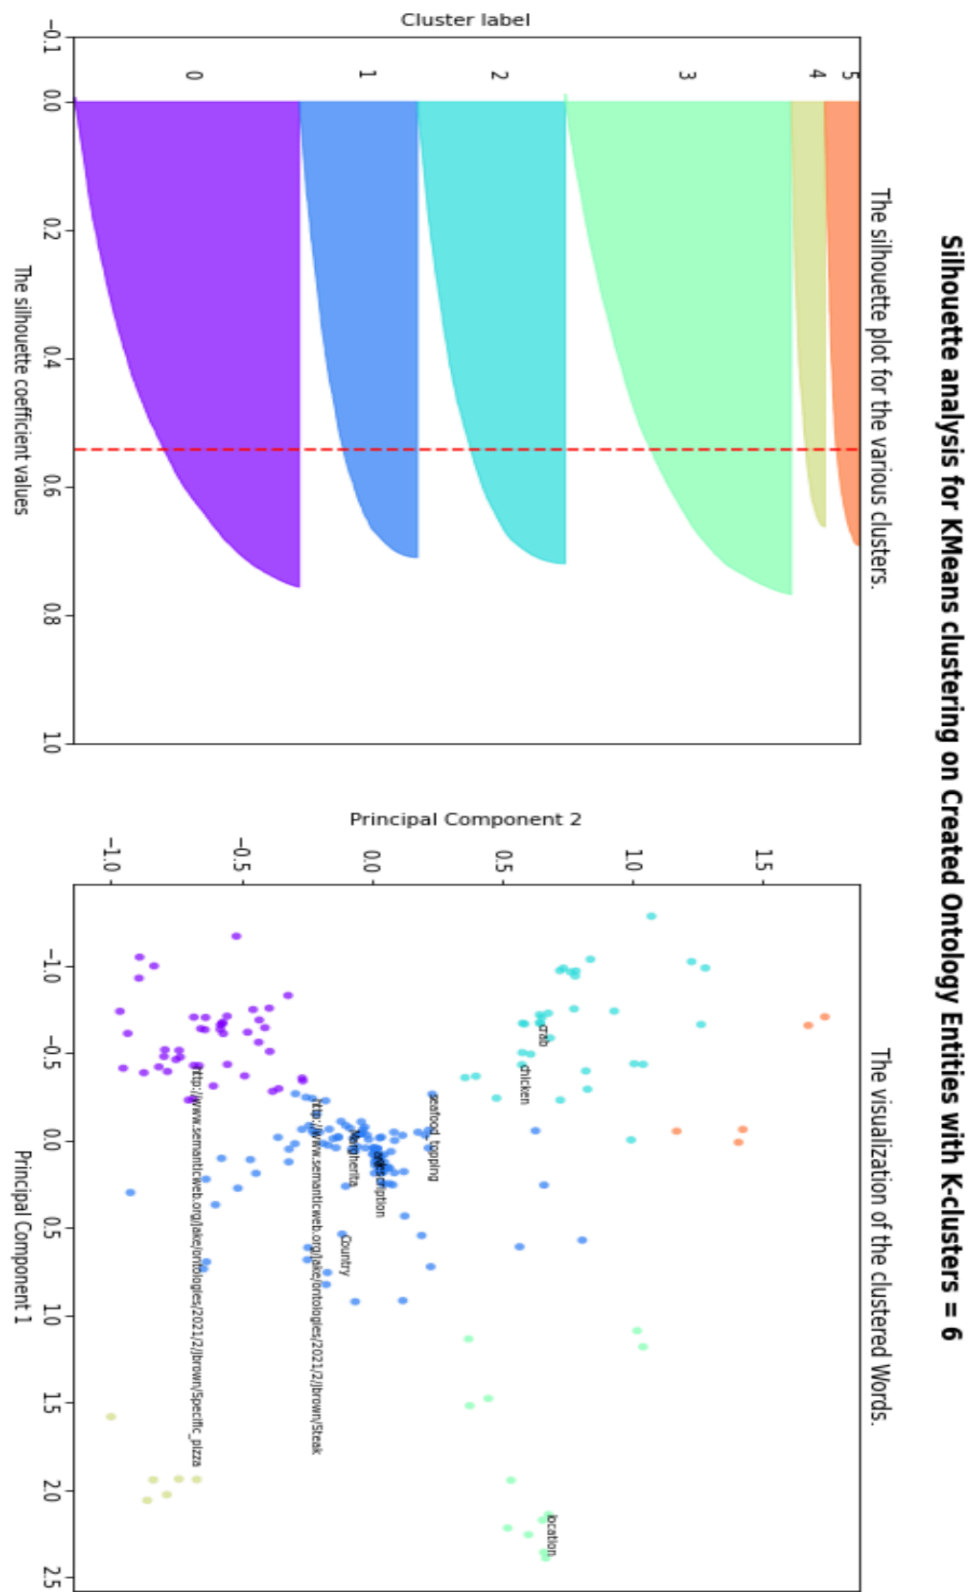 Silhouette analysis for KMeans clustering on Created Ontology Entities with K-clusters = 6
The silhouette plot for the various clusters.
Cluster label
0
1
2
3
4
5
−0.1
0.0
0.2
0.4
0.6
0.8
1.0
The silhouette coefficient values
The visualization of the clustered Words.
Principal Component 2
1.5
1.0
0.5
0.0
−0.5
−1.0
crab
chicken
seafood_topping
Margherita
Country
location
http://www.semanticweb.org/jake/ontologies/2021/2/jbrown/Steak
http://www.semanticweb.org/jake/ontologies/2021/2/jbrown/Specific_pizza
−1.0
−0.5
0.0
0.5
1.0
1.5
2.0
2.5
Principal Component 1